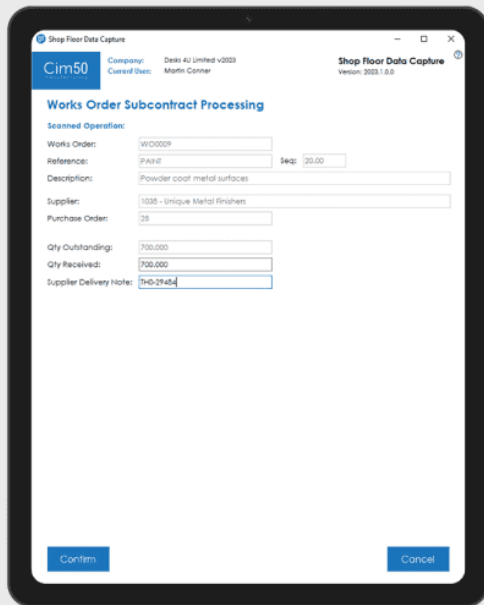 Shop Floor Data Capture
Cim50
Company: Desks 4U Limited v2023
Current User: Martin Conner
Shop Floor Data Capture
Version: 2023.1.0.0
Works Order Subcontract Processing
Scanned Operation:
Works Order: WO0009
Reference: PAINT Seq: 20.00
Description: Powder coat metal surfaces
Supplier: 1038 - Unique Metal Finishers
Purchase Order: 28
Qty Outstanding: 700.000
Qty Received: 700.000
Supplier Delivery Note: TH0-29484
Confirm Cancel